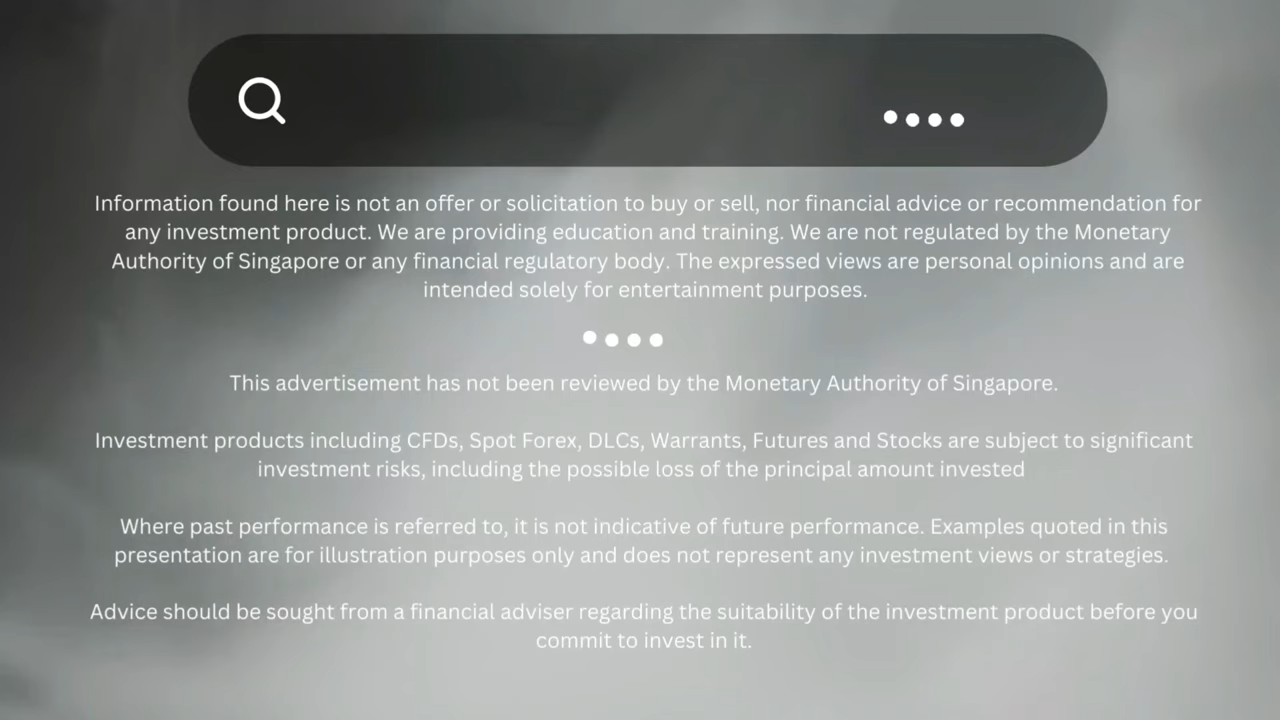 Information found here is not an offer or solicitation to buy or sell, nor financial advice or recommendation for
any investment product. We are providing education and training. We are not regulated by the Monetary
Authority of Singapore or any financial regulatory body. The expressed views are personal opinions and are
intended solely for entertainment purposes.
This advertisement has not been reviewed by the Monetary Authority of Singapore.
Investment products including CFDs, Spot Forex, DLCs, Warrants, Futures and Stocks are subject to significant
investment risks, including the possible loss of the principal amount invested
Where past performance is referred to, it is not indicative of future performance. Examples quoted in this
presentation are for illustration purposes only and does not represent any investment views or strategies.
Advice should be sought from a financial adviser regarding the suitability of the investment product before you
commit to invest in it.